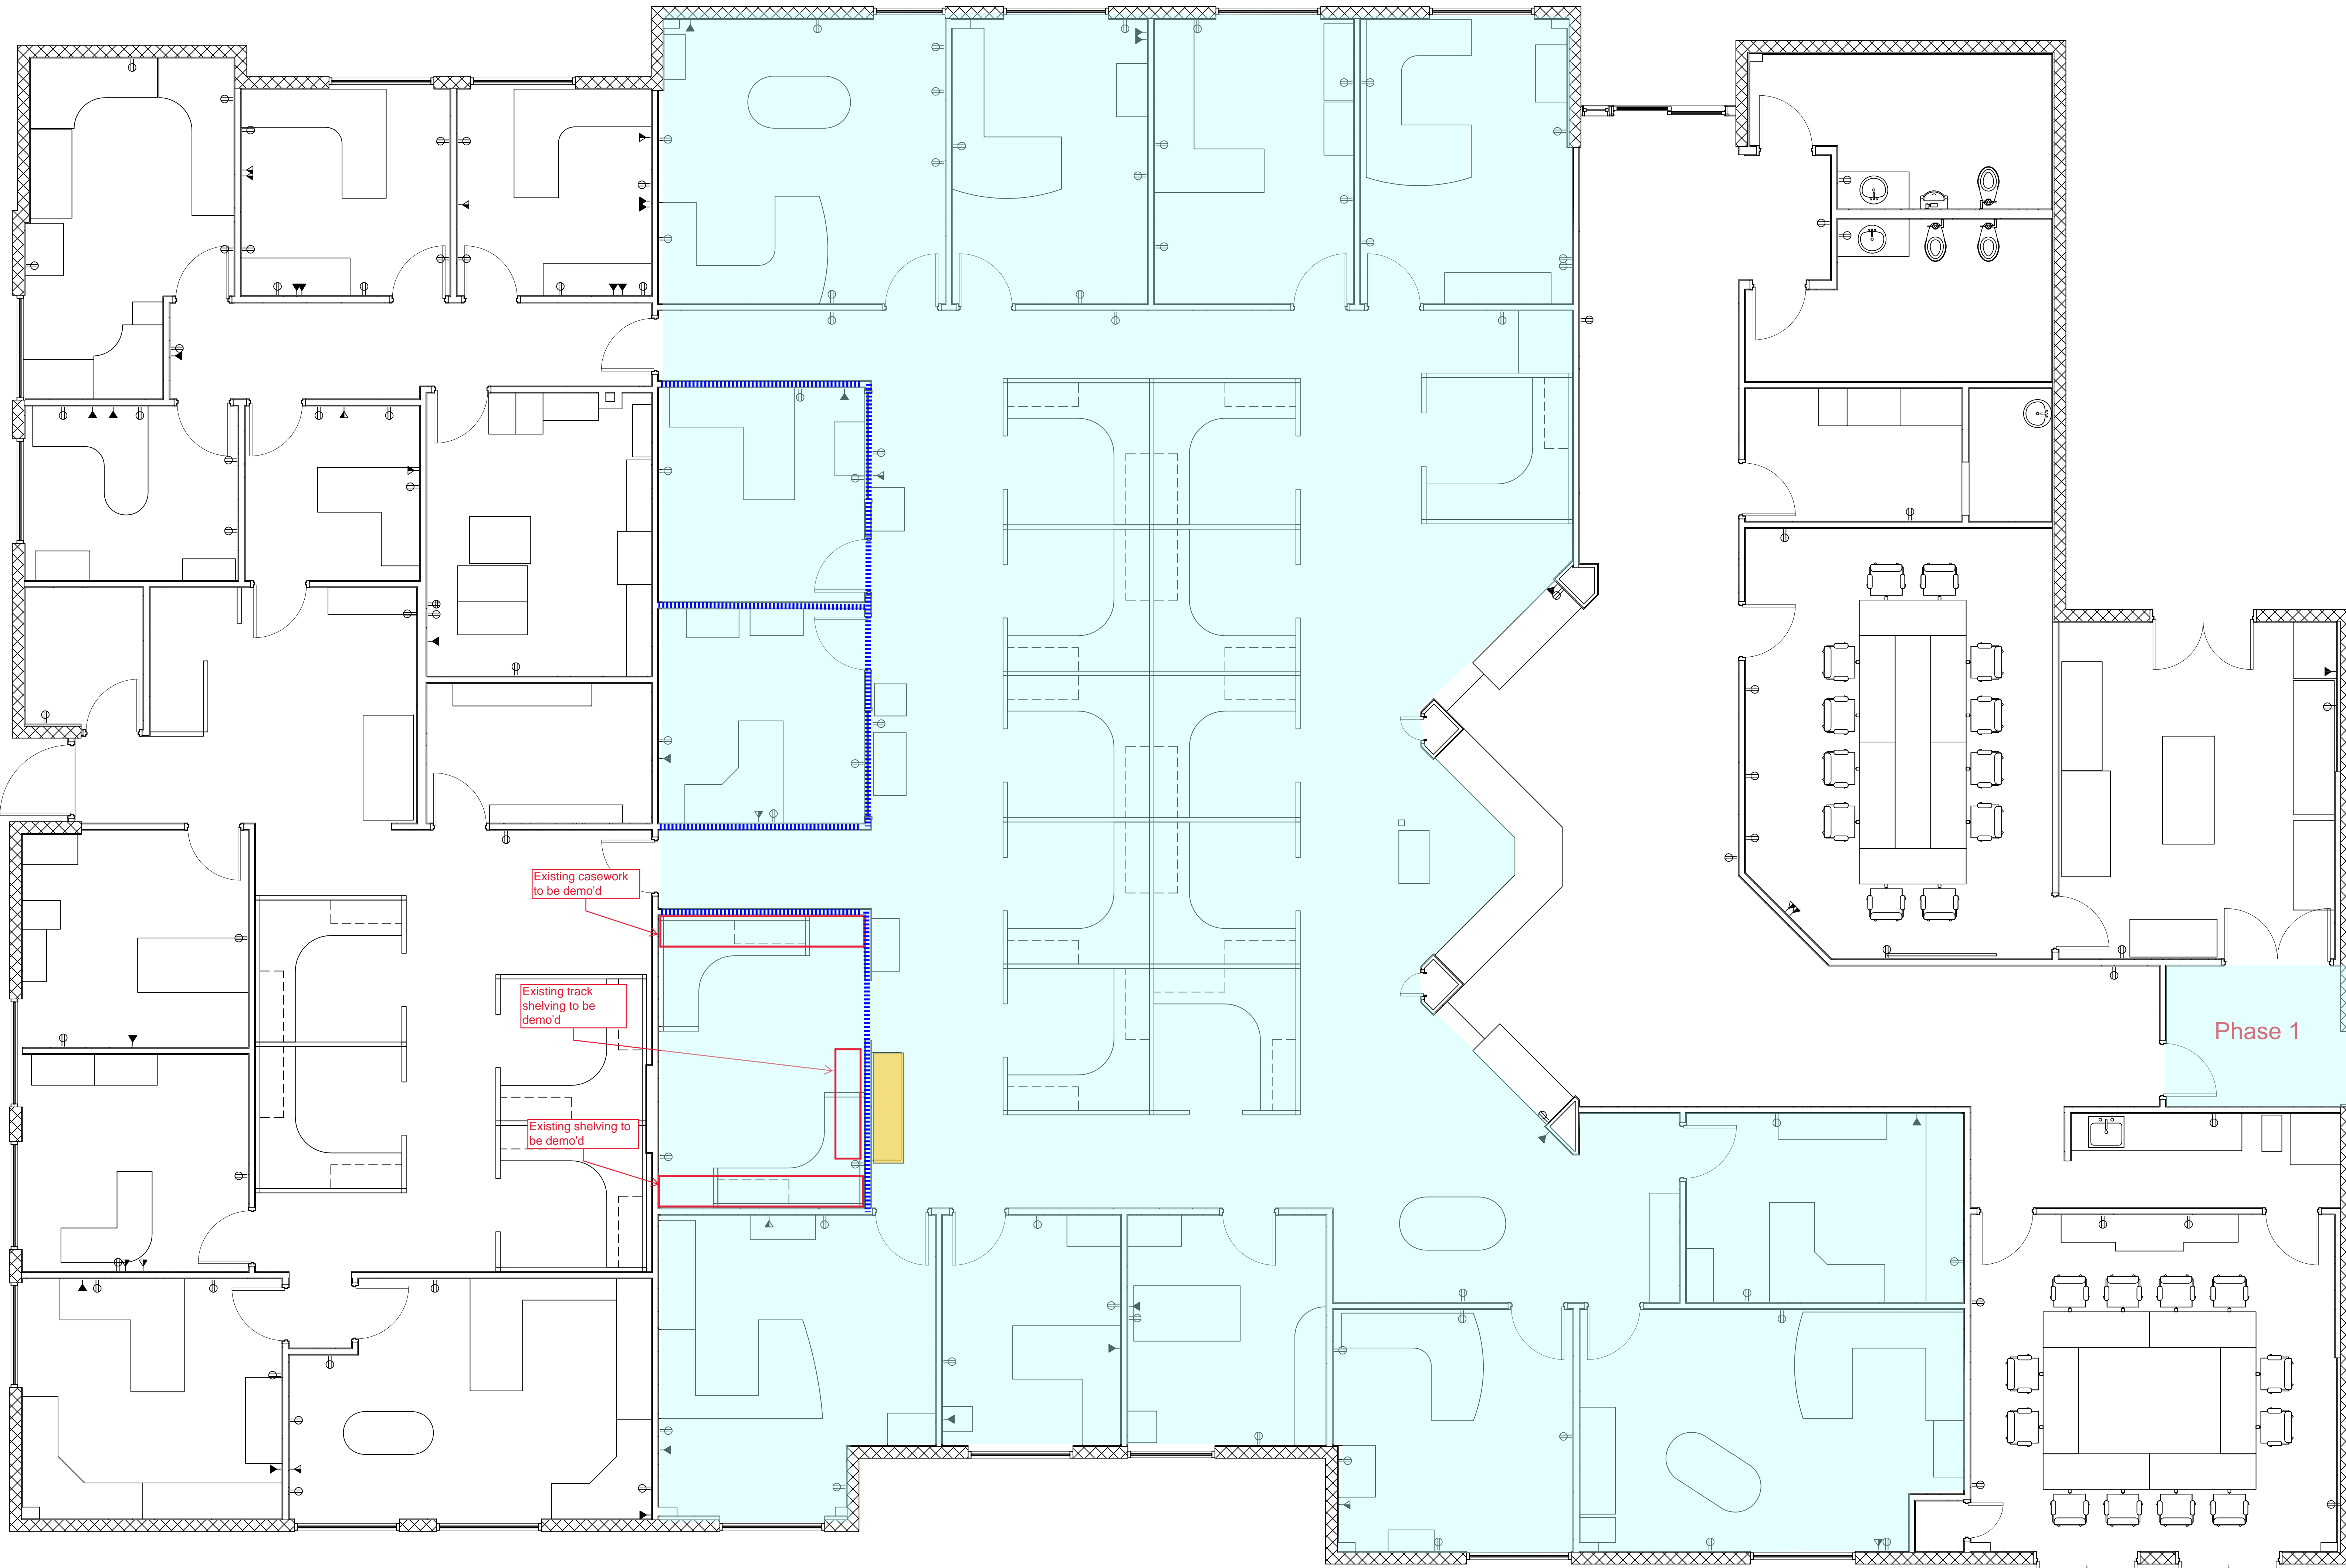 Existing casework
to be demo'd
Existing track
shelving to be
demo'd
Phase 1
Existing shelving to
be demo'd